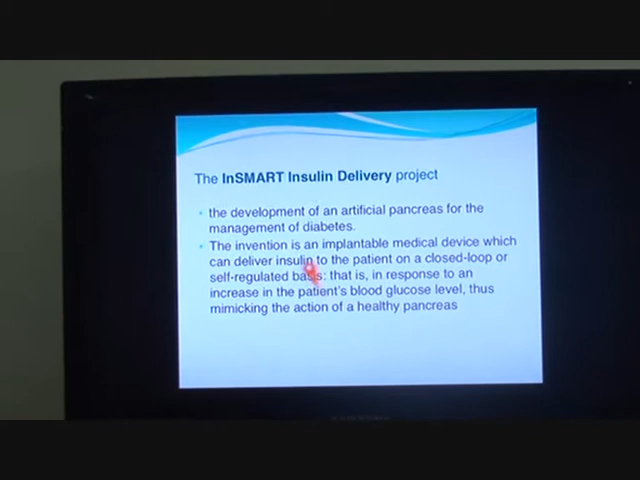 The InSMART Insulin Delivery project
the development of an artificial pancreas for the
management of diabetes.
The invention is an implantable medical device which
can deliver insulin to the patient on a closed-loop or
self-regulated basis: that is, in response to an
increase in the patient's blood glucose level, thus
mimicking the action of a healthy pancreas